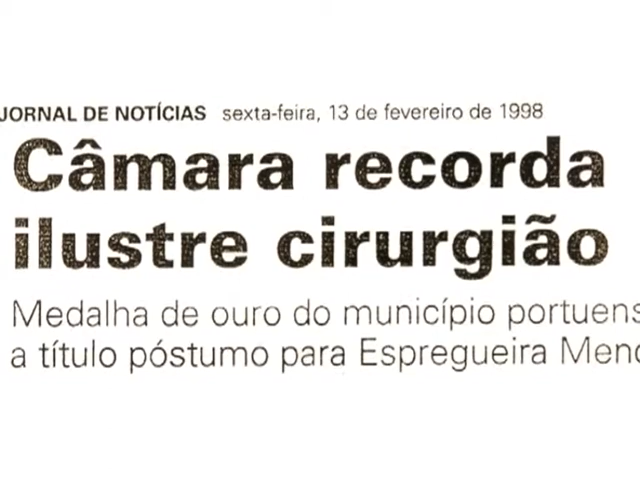 JORNAL DE NOTÍCIAS sexta-feira, 13 de fevereiro de 1998
Câmara recorda
ilustre cirurgião
Medalha de ouro do município portuens
a título póstumo para Espregueira Mend